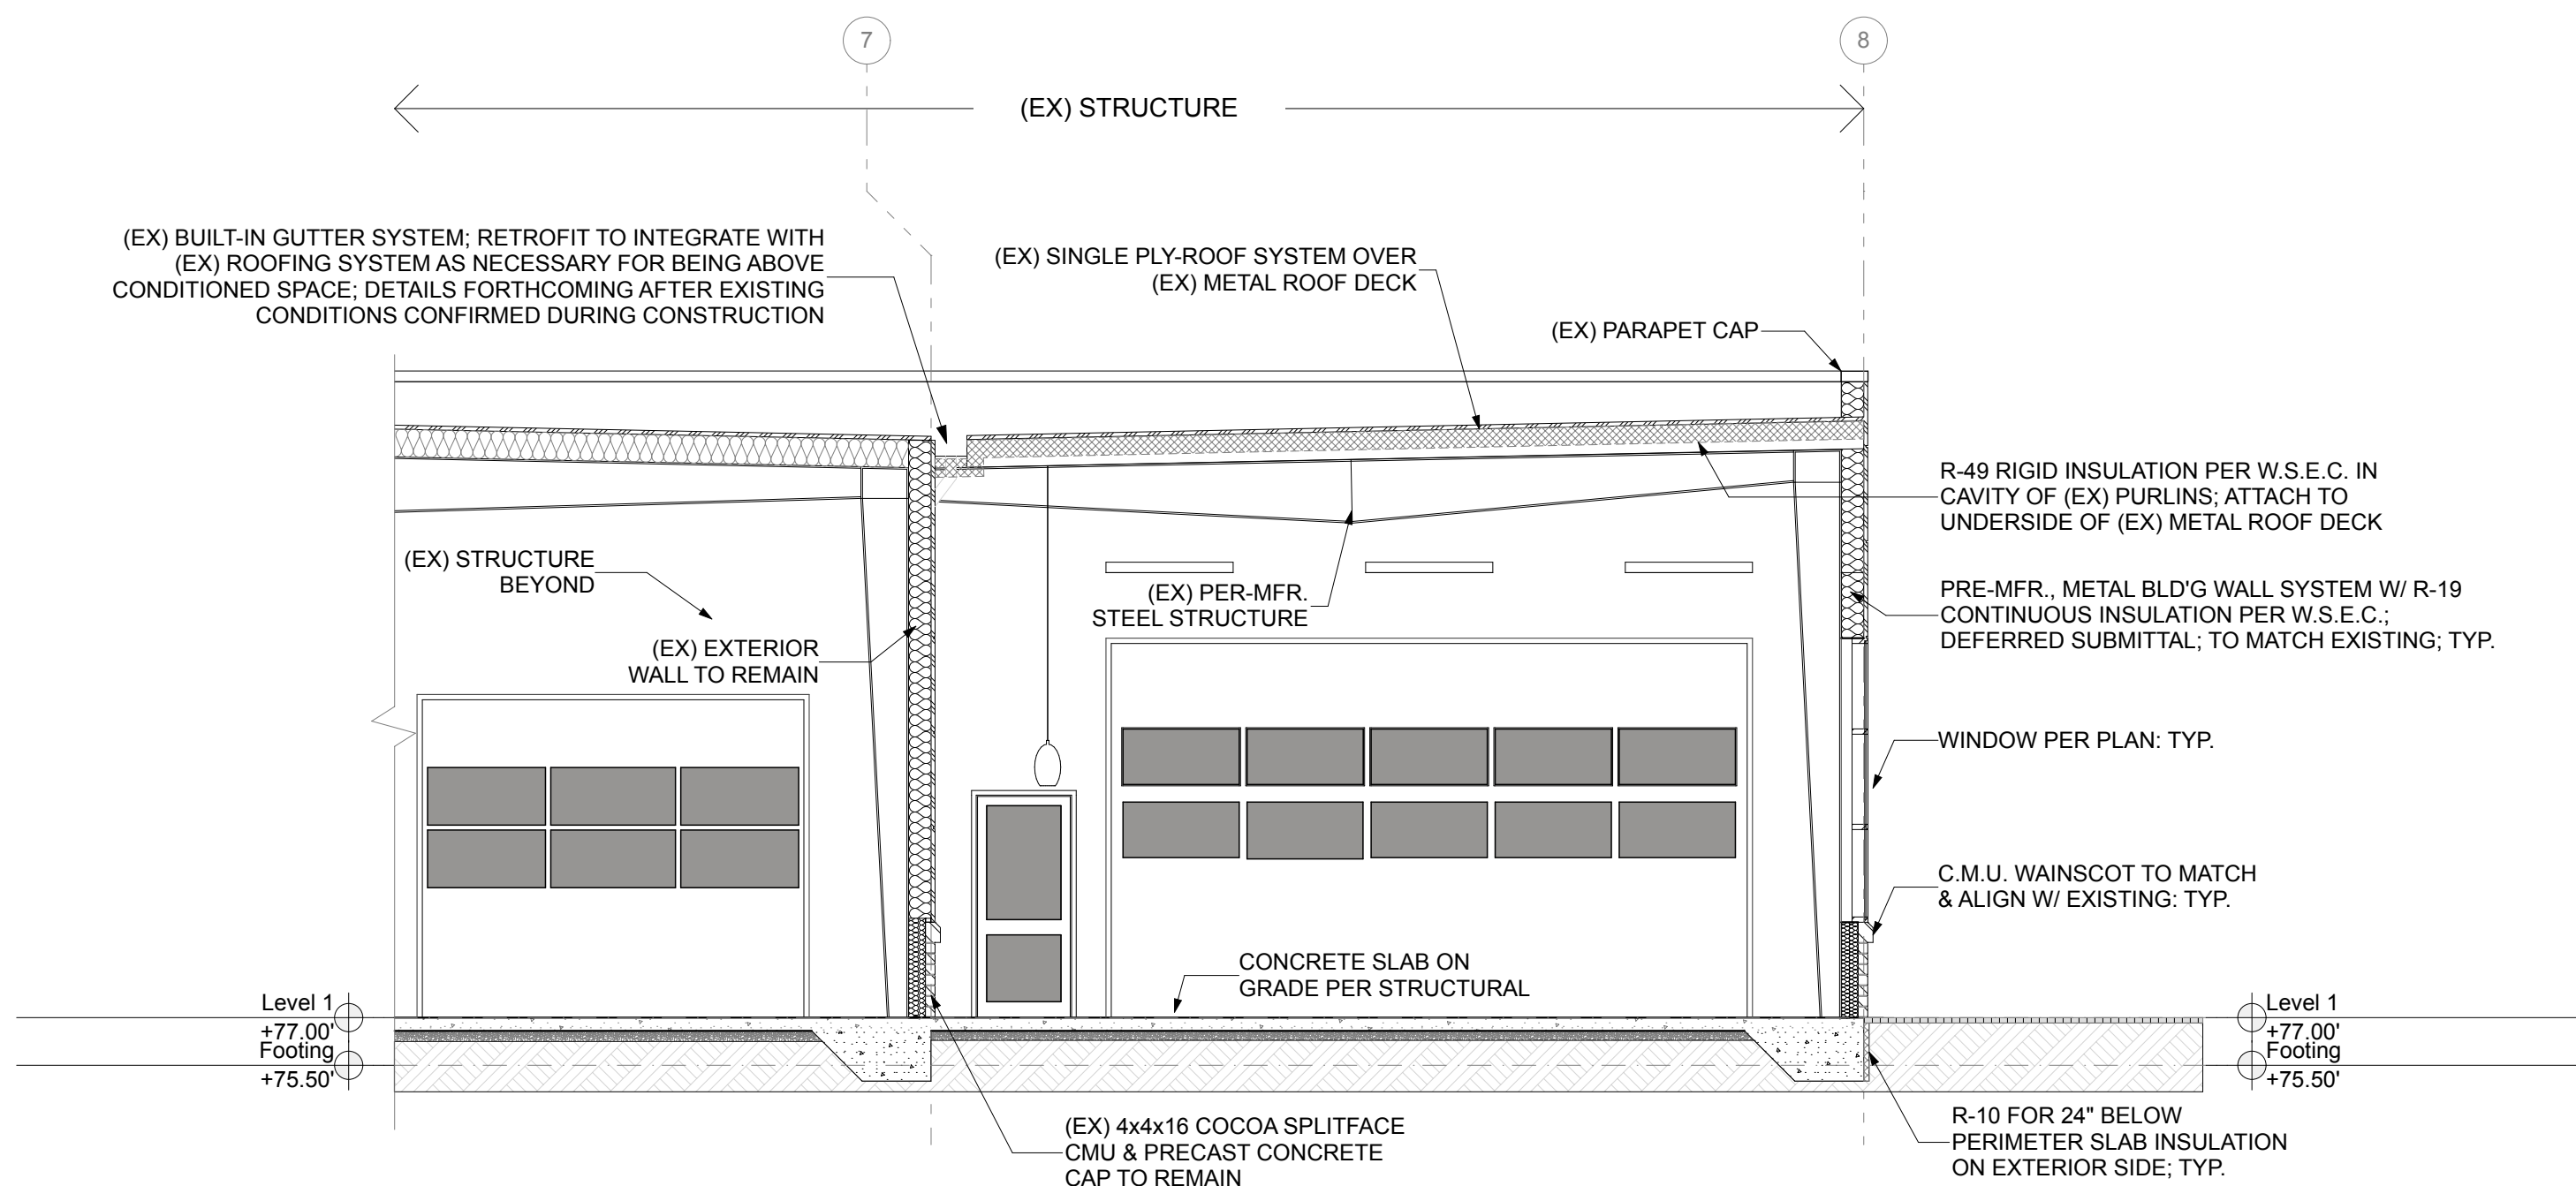 7
8
(EX) STRUCTURE
(EX) BUILT-IN GUTTER SYSTEM; RETROFIT TO INTEGRATE WITH
(EX) ROOFING SYSTEM AS NECESSARY FOR BEING ABOVE
CONDITIONED SPACE; DETAILS FORTHCOMING AFTER EXISTING
CONDITIONS CONFIRMED DURING CONSTRUCTION
(EX) SINGLE PLY-ROOF SYSTEM OVER
(EX) METAL ROOF DECK
(EX) PARAPET CAP
R-49 RIGID INSULATION PER W.S.E.C. IN
CAVITY OF (EX) PURLINS; ATTACH TO
UNDERSIDE OF (EX) METAL ROOF DECK
(EX) STRUCTURE
BEYOND
(EX) PER-MFR.
STEEL STRUCTURE
PRE-MFR., METAL BLD'G WALL SYSTEM W/ R-19
CONTINUOUS INSULATION PER W.S.E.C.;
DEFERRED SUBMITTAL; TO MATCH EXISTING; TYP.
(EX) EXTERIOR
WALL TO REMAIN
WINDOW PER PLAN: TYP.
C.M.U. WAINSCOT TO MATCH
& ALIGN W/ EXISTING: TYP.
CONCRETE SLAB ON
GRADE PER STRUCTURAL
Level 1
+77.00'
Footing
+75.50'
Level 1
+77.00'
Footing
+75.50'
(EX) 4x4x16 COCOA SPLITFACE
CMU & PRECAST CONCRETE
CAP TO REMAIN
R-10 FOR 24" BELOW
PERIMETER SLAB INSULATION
ON EXTERIOR SIDE; TYP.